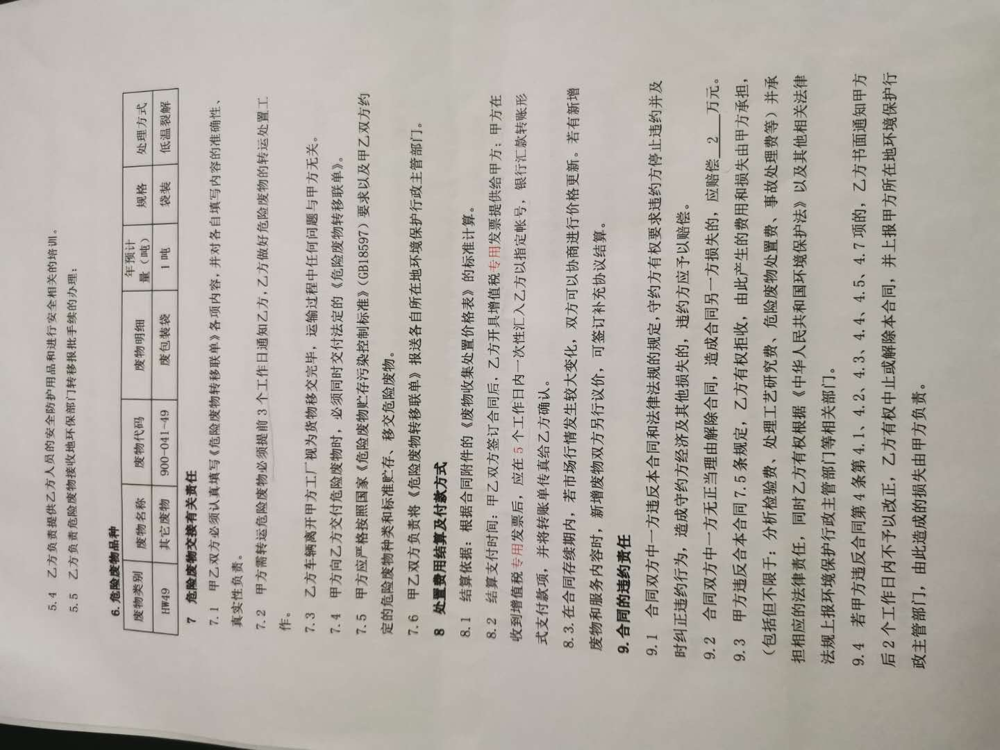 5.4 乙方负责提供乙方人员的安全防护用品和进行安全相关的培训。
5.5 乙方负责危险废物接收地环保部门转移报批手续的办理;
6.危险废物品种
废物类别 废物名称 废物代码 废物明细 年预计量（吨） 规格 处理方式
HW49 其它废物 900-041-49 废包装袋 1吨 袋装 低温裂解
7 危险废物交接有关责任
7.1 甲乙双方必须认真填写《危险废物转移联单》各项内容,并对各自填写内容的准确性、
真实性负责。
7.2 甲方需转运危险废物必须提前3个工作日通知乙方,乙方做好危险废物的转运处置工
作。
7.3 乙方车辆离开甲方工厂视为货物移交完毕，运输过程中任何问题与甲方无关。
7.4 甲方向乙方交付危险废物时，必须同时交付法定的《危险废物转移联单》。
7.5 甲方应严格按照国家《危险废物贮存污染控制标准》（GB18597）要求以及甲乙双方约
定的危险废物种类和标准贮存、移交危险废物。
7.6 甲乙双方负责将《危险废物转移联单》报送各自所在地环境保护行政主管部门。
8 处置费用结算及付款方式
8.1 结算依据：根据合同附件的《废物收集处置价格表》的标准计算。
8.2 结算支付时间：甲乙双方签订合同后，乙方开具增值税专用发票提供给甲方；甲方在
收到增值税专用发票后，应在5个工作日内一次性汇入乙方以指定帐号，银行汇款转账形
式支付款项，并将转账单传真给乙方确认。
8.3.在合同存续期内，若市场行情发生较大变化，双方可以协商进行价格更新。若有新增
废物和服务内容时，新增废物双方另行议价，可签订补充协议结算。
9.合同的违约责任
9.1 合同双方中一方违反本合同和法律法规的规定,守约方有权要求违约方停止违约并及
时纠正违约行为，造成守约方经济及其他损失的，违约方应予以赔偿。
9.2 合同双方中一方无正当理由解除合同，造成合同另一方损失的，应赔偿 2 万元。
9.3 甲方违反合本合同7.5条规定，乙方有权拒收，由此产生的费用和损失由甲方承担，
（包括但不限于：分析检验费、处理工艺研究费、危险废物处置费、事故处理费等）并承
担相应的法律责任，同时乙方有权根据《中华人民共和国环境保护法》以及其他相关法律
法规上报环境保护行政主管部门等相关部门。
9.4 若甲方违反合同第4条第4.1、4.2、4.3、4.4、4.5、4.7项的，乙方书面通知甲方
后2个工作日内不予以改正，乙方有权中止或解除本合同，并上报甲方所在地环境保护行
政主管部门，由此造成的损失由甲方负责。